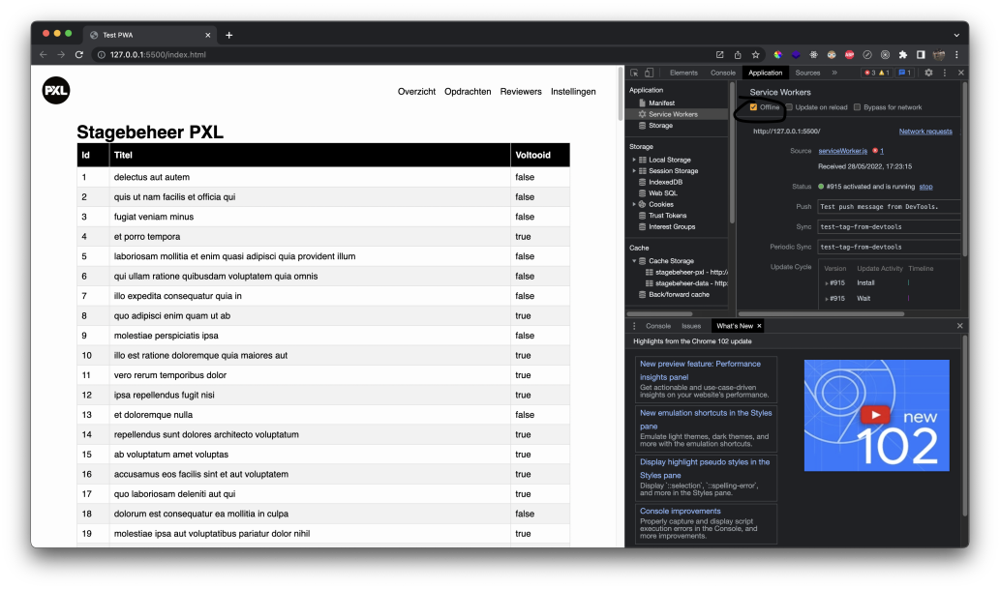 Test PWA
127.0.0.1:5500/index.html
ABP
PXL
Overzicht Opdrachten Reviewers Instellingen
Stagebeheer PXL
Id Titel Voltooid
1 delectus aut autem false
2 quis ut nam facilis et officia qui false
3 fugiat veniam minus false
4 et porro tempora true
5 laboriosam mollitia et enim quasi adipisci quia provident illum false
6 qui ullam ratione quibusdam voluptatem quia omnis false
7 illo expedita consequatur quia in false
8 quo adipisci enim quam ut ab true
9 molestiae perspiciatis ipsa false
10 illo est ratione doloremque quia maiores aut true
11 vero rerum temporibus dolor true
12 ipsa repellendus fugit nisi true
13 et doloremque nulla false
14 repellendus sunt dolores architecto voluptatum true
15 ab voluptatum amet voluptas true
16 accusamus eos facilis sint et aut voluptatem true
17 quo laboriosam deleniti aut qui true
18 dolorum est consequatur ea mollitia in culpa false
19 molestiae ipsa aut voluptatibus pariatur dolor nihil true
Elements Console Application Sources » 3 1 1
Application
Manifest
Service Workers
Storage
Storage
Local Storage
Session Storage
IndexedDB
Web SQL
Cookies
Trust Tokens
Interest Groups
Cache
Cache Storage
stagebeheer-pxl - http:/
stagebeheer-data - http:
Back/forward cache
Service Workers
Offline Update on reload Bypass for network
http://127.0.0.1:5500/ Network requests
Source serviceWorker.js 1
Received 28/05/2022, 17:23:15
Status #915 activated and is running stop
Push Test push message from DevTools.
Sync test-tag-from-devtools
Periodic Sync test-tag-from-devtools
Update Cycle Version Update Activity Timeline
#915 Install
#915 Wait
Console Issues What's New
Highlights from the Chrome 102 update
New preview feature: Performance
insights panel
Get actionable and use-case-driven
insights on your website's performance.
New emulation shortcuts in the Styles
pane
Emulate light themes, dark themes, and
more with the emulation shortcuts.
Display highlight pseudo styles in the
Styles pane
Display `::selection`, `::spelling-error`,
and more in the Styles pane.
Console improvements
Properly capture and display script
execution errors in the Console, and
more improvements.
new
102